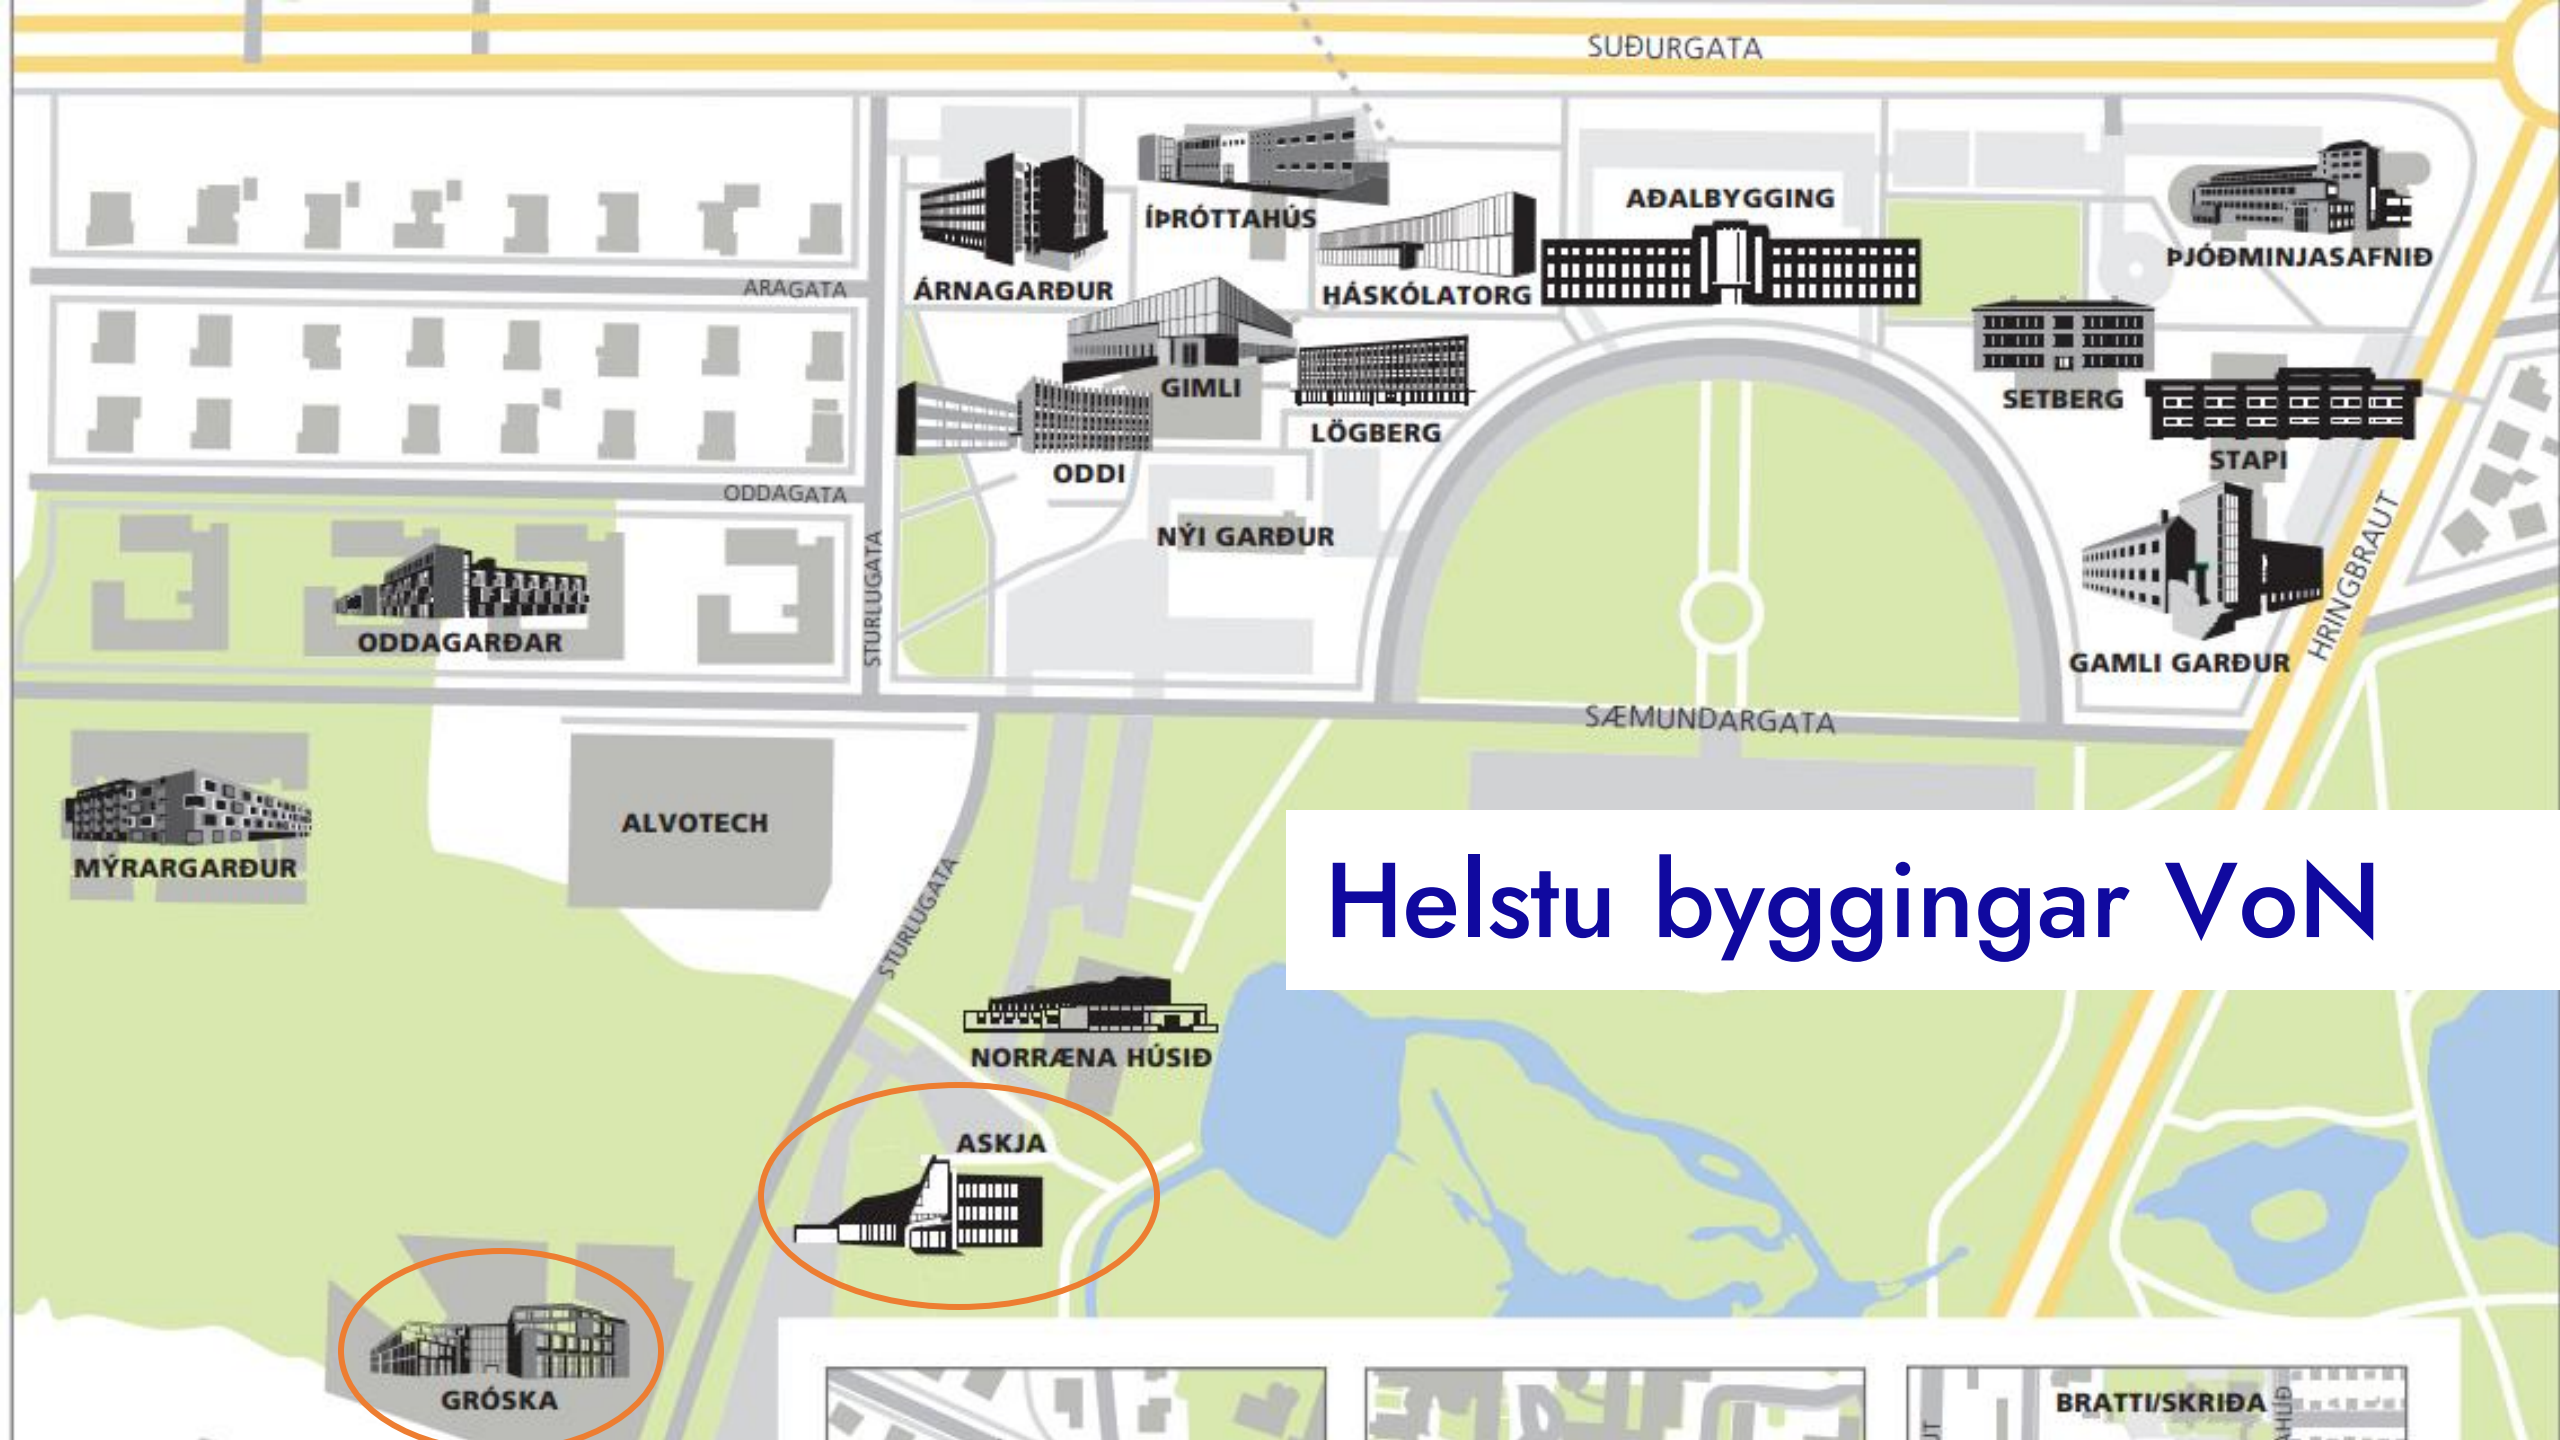 SUÐURGATA
AÐALBYGGING
ÍÞRÓTTAHÚS
ÞJÓÐMINJASAFNIÐ
ARAGATA
ÁRNAGARÐUR
HÁSKÓLATORG
GIMLI
SETBERG
LÖGBERG
STAPI
ODDI
ODDAGATA
NÝI GARÐUR
STURLUGATA
HRINGBRAUT
ODDAGARÐAR
GAMLI GARÐUR
SÆMUNDARGATA
ALVOTECH
MÝRARGARÐUR
STURLUGATA
Helstu byggingar VoN
NORRÆNA HÚSIÐ
ASKJA
GRÓSKA
BRATTI/SKRIÐA